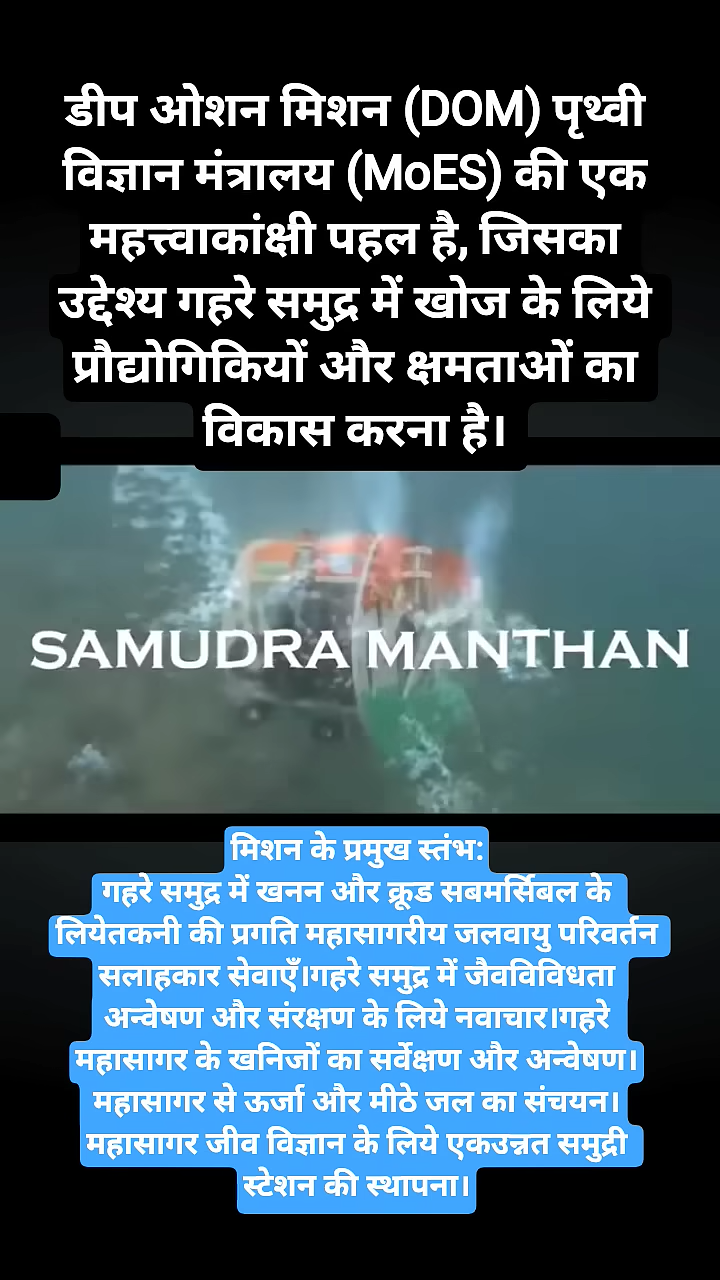 डीप ओशन मिशन (DOM) पृथ्वी
विज्ञान मंत्रालय (MoES) की एक
महत्त्वाकांक्षी पहल है, जिसका
उद्देश्य गहरे समुद्र में खोज के लिये
प्रौद्योगिकियों और क्षमताओं का
विकास करना है।
SAMUDRA MANTHAN
मिशन के प्रमुख स्तंभ:
गहरे समुद्र में खनन और क्रूड सबमर्सिबल के
लियेतकनी की प्रगति महासागरीय जलवायु परिवर्तन
सलाहकार सेवाएँ।गहरे समुद्र में जैवविविधता
अन्वेषण और संरक्षण के लिये नवाचार।गहरे
महासागर के खनिजों का सर्वेक्षण और अन्वेषण।
महासागर से ऊर्जा और मीठे जल का संचयन।
महासागर जीव विज्ञान के लिये एकउन्नत समुद्री
स्टेशन की स्थापना।